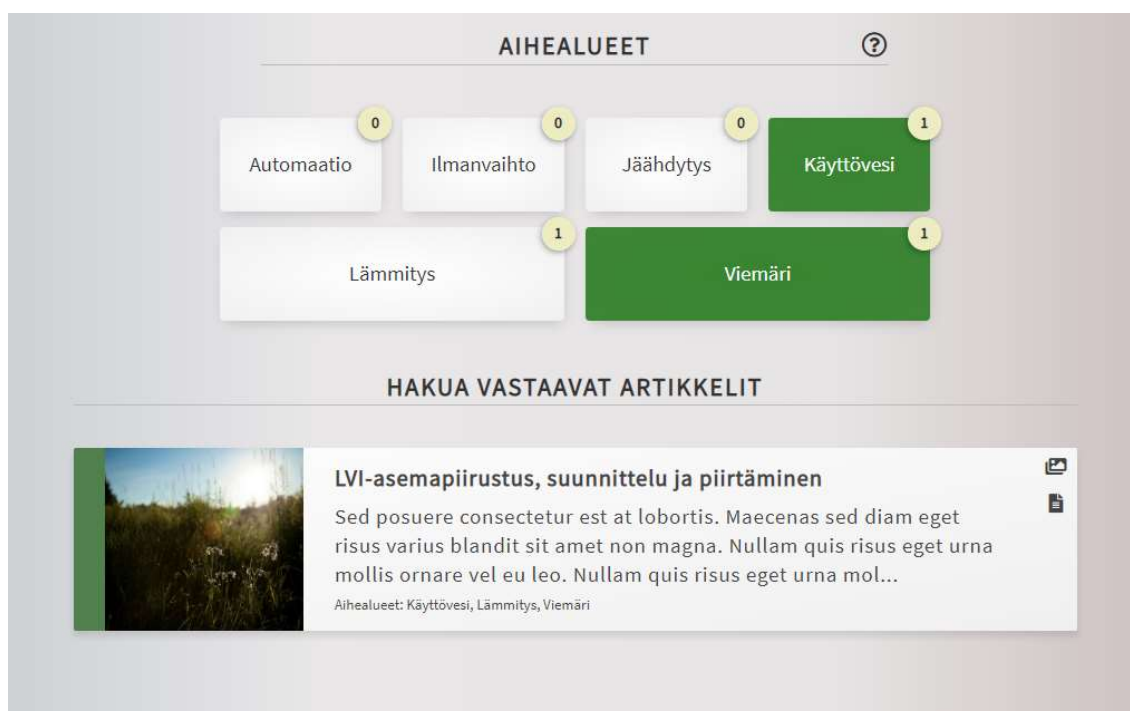 AIHEALUEET
0
Automaatio
0
Ilmanvaihto
0
Jäähdytys
1
Käyttövesi
1
Lämmitys
1
Viemäri
HAKUA VASTAAVAT ARTIKKELIT
LVI-asemapiirustus, suunnittelu ja piirtäminen
Sed posuere consectetur est at lobortis. Maecenas sed diam eget
risus varius blandit sit amet non magna. Nullam quis risus eget urna
mollis ornare vel eu leo. Nullam quis risus eget urna mol...
Aihealueet: Käyttövesi, Lämmitys, Viemäri